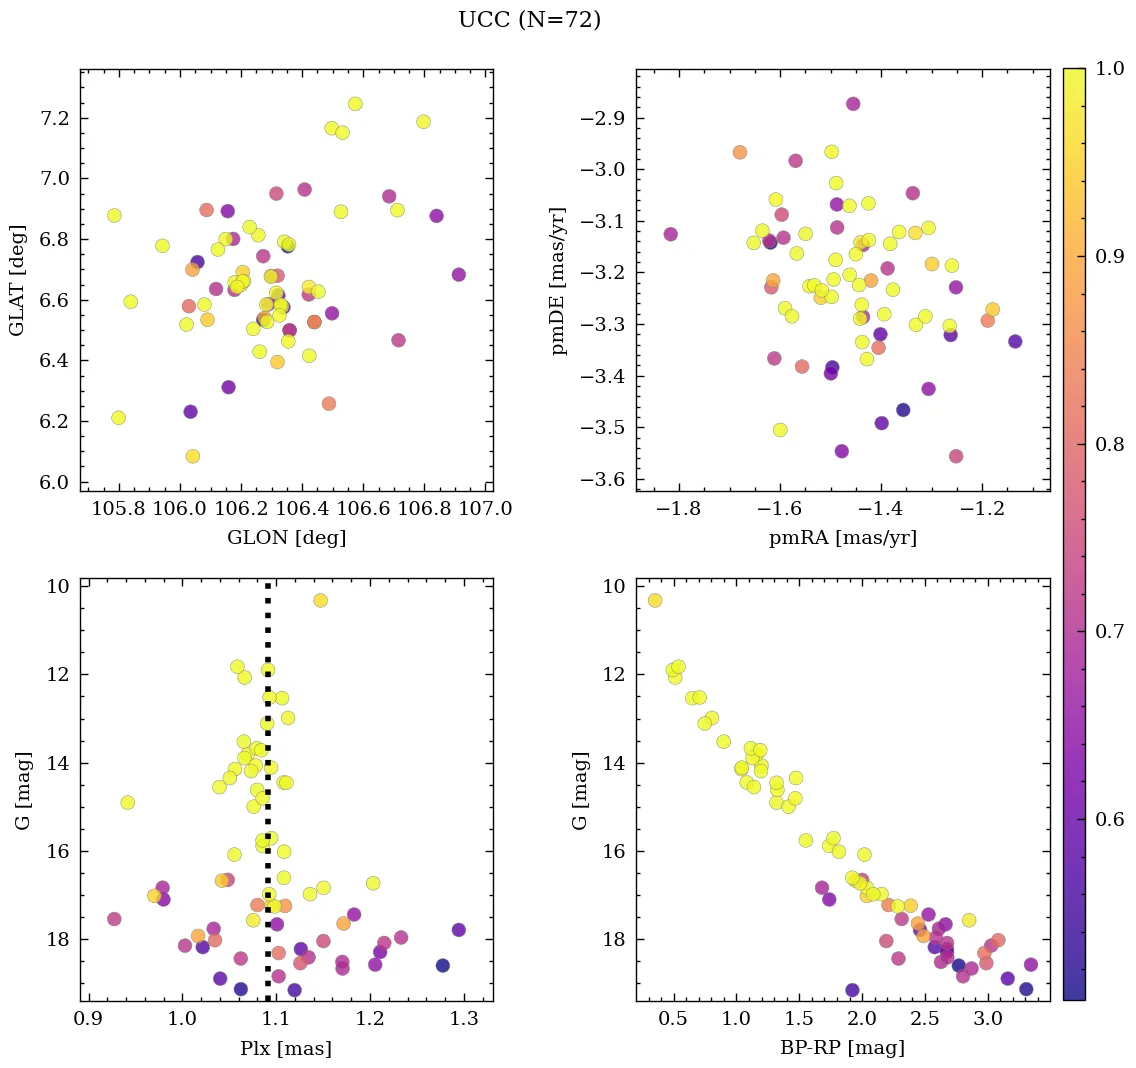 UCC (N=72)
7.2
7.0
6.8
6.6
6.4
6.2
6.0
GLAT [deg]
105.8 106.0 106.2 106.4 106.6 106.8 107.0
GLON [deg]
−2.9
−3.0
−3.1
−3.2
−3.3
−3.4
−3.5
−3.6
pmDE [mas/yr]
−1.8 −1.6 −1.4 −1.2
pmRA [mas/yr]
10
12
14
16
18
G [mag]
0.9 1.0 1.1 1.2 1.3
Plx [mas]
10
12
14
16
18
G [mag]
0.5 1.0 1.5 2.0 2.5 3.0
BP-RP [mag]
1.0
0.9
0.8
0.7
0.6